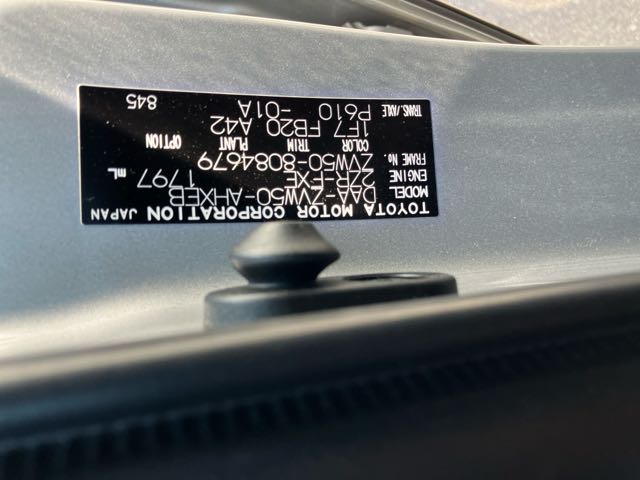 TOYOTA MOTOR CORPORATION JAPAN
MODEL DAA-ZVW50-AHXEB
ENGINE 2ZR-FXE 1797 mL
FRAME No. ZVW50-8084679
COLOR TRIM PLANT OPTION
1F7 FB20 A42
TRANS./AXLE P610 -01A
845